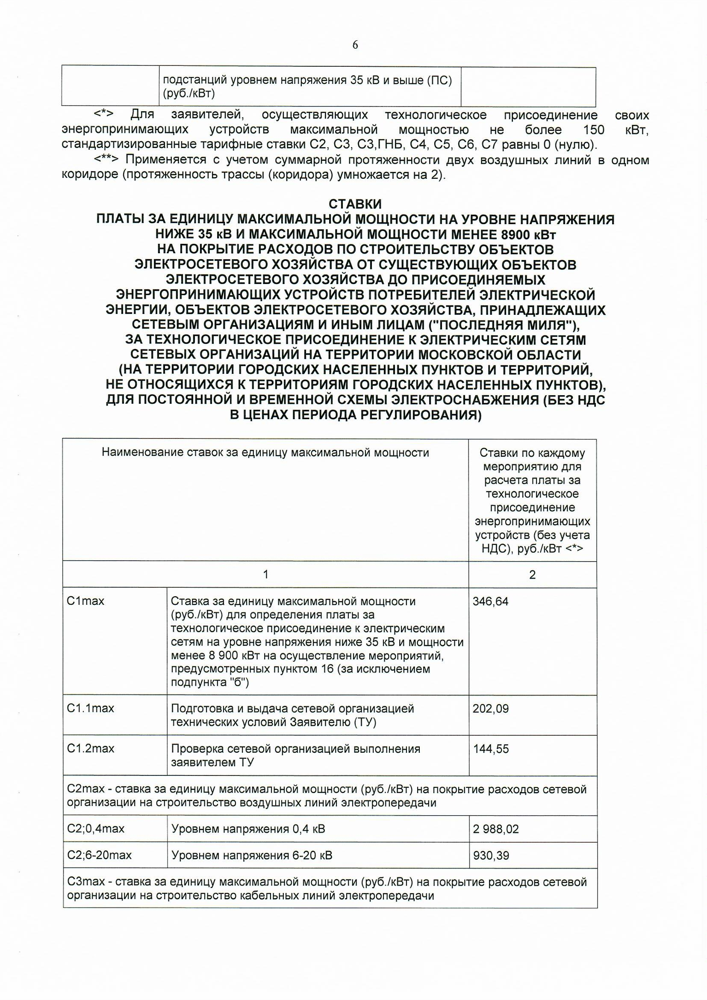 6
подстанций уровнем напряжения 35 кВ и выше (ПС)
(руб./кВт)
<*> Для заявителей, осуществляющих технологическое присоединение своих
энергопринимающих устройств максимальной мощностью не более 150 кВт,
стандартизированные тарифные ставки С2, С3, С3,ГНБ, С4, С5, С6, С7 равны 0 (нулю).
<**> Применяется с учетом суммарной протяженности двух воздушных линий в одном
коридоре (протяженность трассы (коридора) умножается на 2).
СТАВКИ
ПЛАТЫ ЗА ЕДИНИЦУ МАКСИМАЛЬНОЙ МОЩНОСТИ НА УРОВНЕ НАПРЯЖЕНИЯ
НИЖЕ 35 кВ И МАКСИМАЛЬНОЙ МОЩНОСТИ МЕНЕЕ 8900 кВт
НА ПОКРЫТИЕ РАСХОДОВ ПО СТРОИТЕЛЬСТВУ ОБЪЕКТОВ
ЭЛЕКТРОСЕТЕВОГО ХОЗЯЙСТВА ОТ СУЩЕСТВУЮЩИХ ОБЪЕКТОВ
ЭЛЕКТРОСЕТЕВОГО ХОЗЯЙСТВА ДО ПРИСОЕДИНЯЕМЫХ
ЭНЕРГОПРИНИМАЮЩИХ УСТРОЙСТВ ПОТРЕБИТЕЛЕЙ ЭЛЕКТРИЧЕСКОЙ
ЭНЕРГИИ, ОБЪЕКТОВ ЭЛЕКТРОСЕТЕВОГО ХОЗЯЙСТВА, ПРИНАДЛЕЖАЩИХ
СЕТЕВЫМ ОРГАНИЗАЦИЯМ И ИНЫМ ЛИЦАМ ("ПОСЛЕДНЯЯ МИЛЯ"),
ЗА ТЕХНОЛОГИЧЕСКОЕ ПРИСОЕДИНЕНИЕ К ЭЛЕКТРИЧЕСКИМ СЕТЯМ
СЕТЕВЫХ ОРГАНИЗАЦИЙ НА ТЕРРИТОРИИ МОСКОВСКОЙ ОБЛАСТИ
(НА ТЕРРИТОРИИ ГОРОДСКИХ НАСЕЛЕННЫХ ПУНКТОВ И ТЕРРИТОРИЙ,
НЕ ОТНОСЯЩИХСЯ К ТЕРРИТОРИЯМ ГОРОДСКИХ НАСЕЛЕННЫХ ПУНКТОВ),
ДЛЯ ПОСТОЯННОЙ И ВРЕМЕННОЙ СХЕМЫ ЭЛЕКТРОСНАБЖЕНИЯ (БЕЗ НДС
В ЦЕНАХ ПЕРИОДА РЕГУЛИРОВАНИЯ)
Наименование ставок за единицу максимальной мощности
Ставки по каждому
мероприятию для
расчета платы за
технологическое
присоединение
энергопринимающих
устройств (без учета
НДС), руб./кВт <*>
1
2
C1max
Ставка за единицу максимальной мощности
(руб./кВт) для определения платы за
технологическое присоединение к электрическим
сетям на уровне напряжения ниже 35 кВ и мощности
менее 8 900 кВт на осуществление мероприятий,
предусмотренных пунктом 16 (за исключением
подпункта "б")
346,64
C1.1max
Подготовка и выдача сетевой организацией
технических условий Заявителю (ТУ)
202,09
C1.2max
Проверка сетевой организацией выполнения
заявителем ТУ
144,55
C2max - ставка за единицу максимальной мощности (руб./кВт) на покрытие расходов сетевой
организации на строительство воздушных линий электропередачи
C2;0,4max
Уровнем напряжения 0,4 кВ
2 988,02
C2;6-20max
Уровнем напряжения 6-20 кВ
930,39
C3max - ставка за единицу максимальной мощности (руб./кВт) на покрытие расходов сетевой
организации на строительство кабельных линий электропередачи